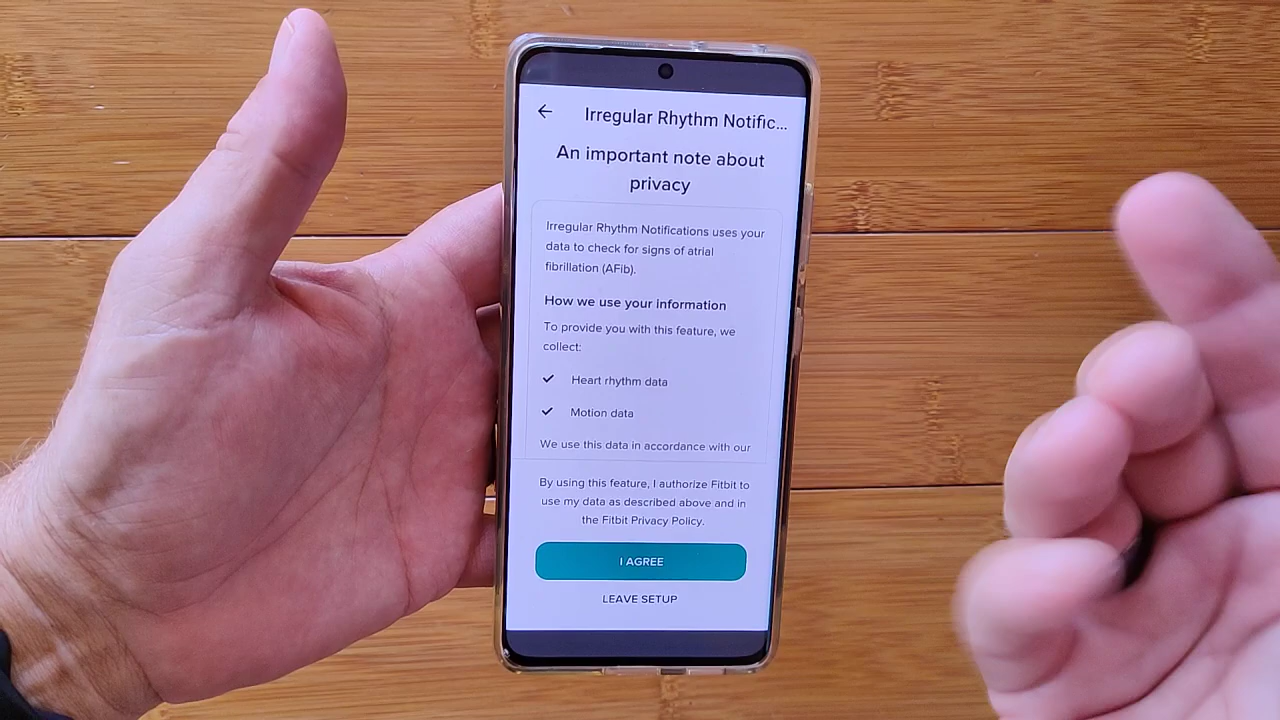 Irregular Rhythm Notific...
An important note about
privacy
Irregular Rhythm Notifications uses your
data to check for signs of atrial
fibrillation (AFib).
How we use your information
To provide you with this feature, we
collect:
Heart rhythm data
Motion data
We use this data in accordance with our
By using this feature, I authorize Fitbit to
use my data as described above and in
the Fitbit Privacy Policy.
I AGREE
LEAVE SETUP